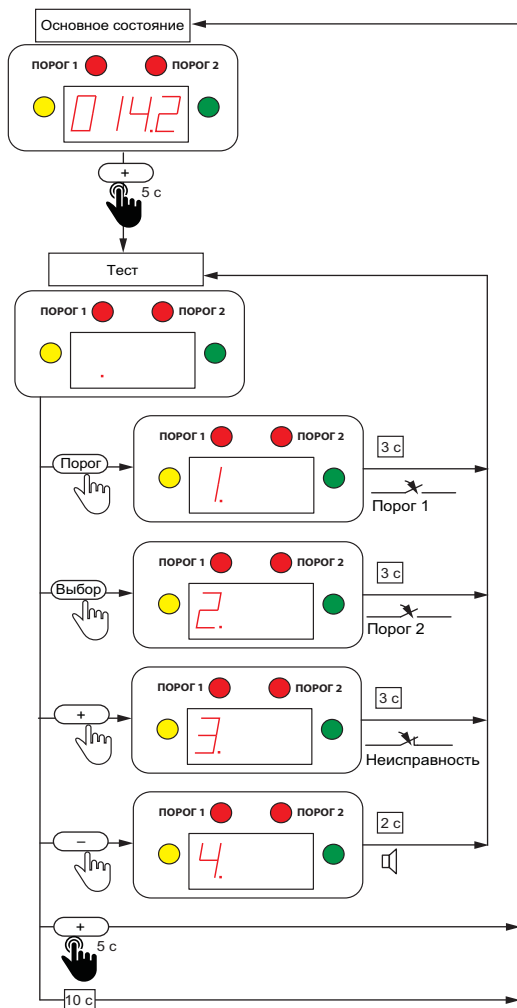 Основное состояние
ПОРОГ 1 ПОРОГ 2
014.2
+
5 с
Тест
ПОРОГ 1 ПОРОГ 2
.
ПОРОГ 1 ПОРОГ 2
3 с
Порог
1.
Порог 1
ПОРОГ 1 ПОРОГ 2
3 с
Выбор
2.
Порог 2
ПОРОГ 1 ПОРОГ 2
3 с
+
3.
Неисправность
ПОРОГ 1 ПОРОГ 2
2 с
–
4.
+
5 с
10 с